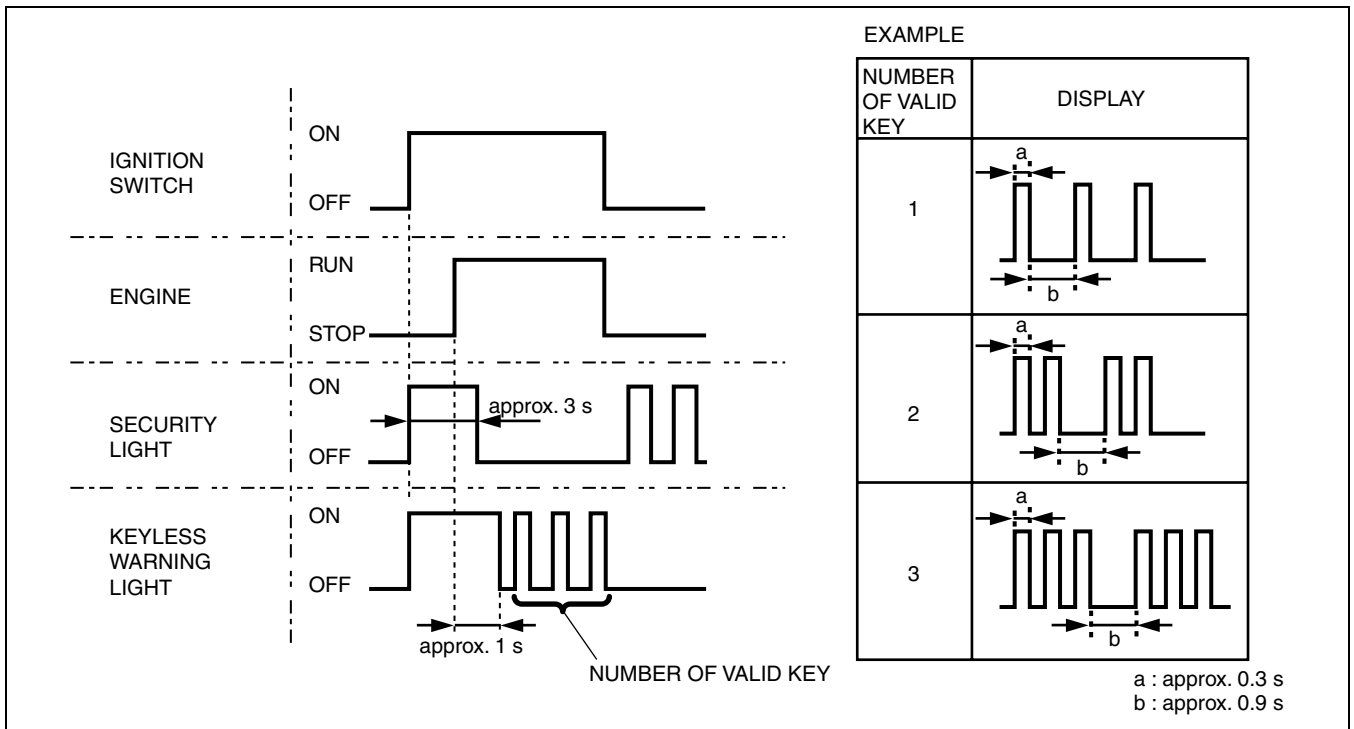 EXAMPLE
NUMBER
OF VALID
KEY
DISPLAY
IGNITION
SWITCH
ON
OFF
ENGINE
RUN
STOP
SECURITY
LIGHT
ON
OFF
approx. 3 s
KEYLESS
WARNING
LIGHT
ON
OFF
approx. 1 s
NUMBER OF VALID KEY
1
a
b
2
a
b
3
a
b
a : approx. 0.3 s
b : approx. 0.9 s